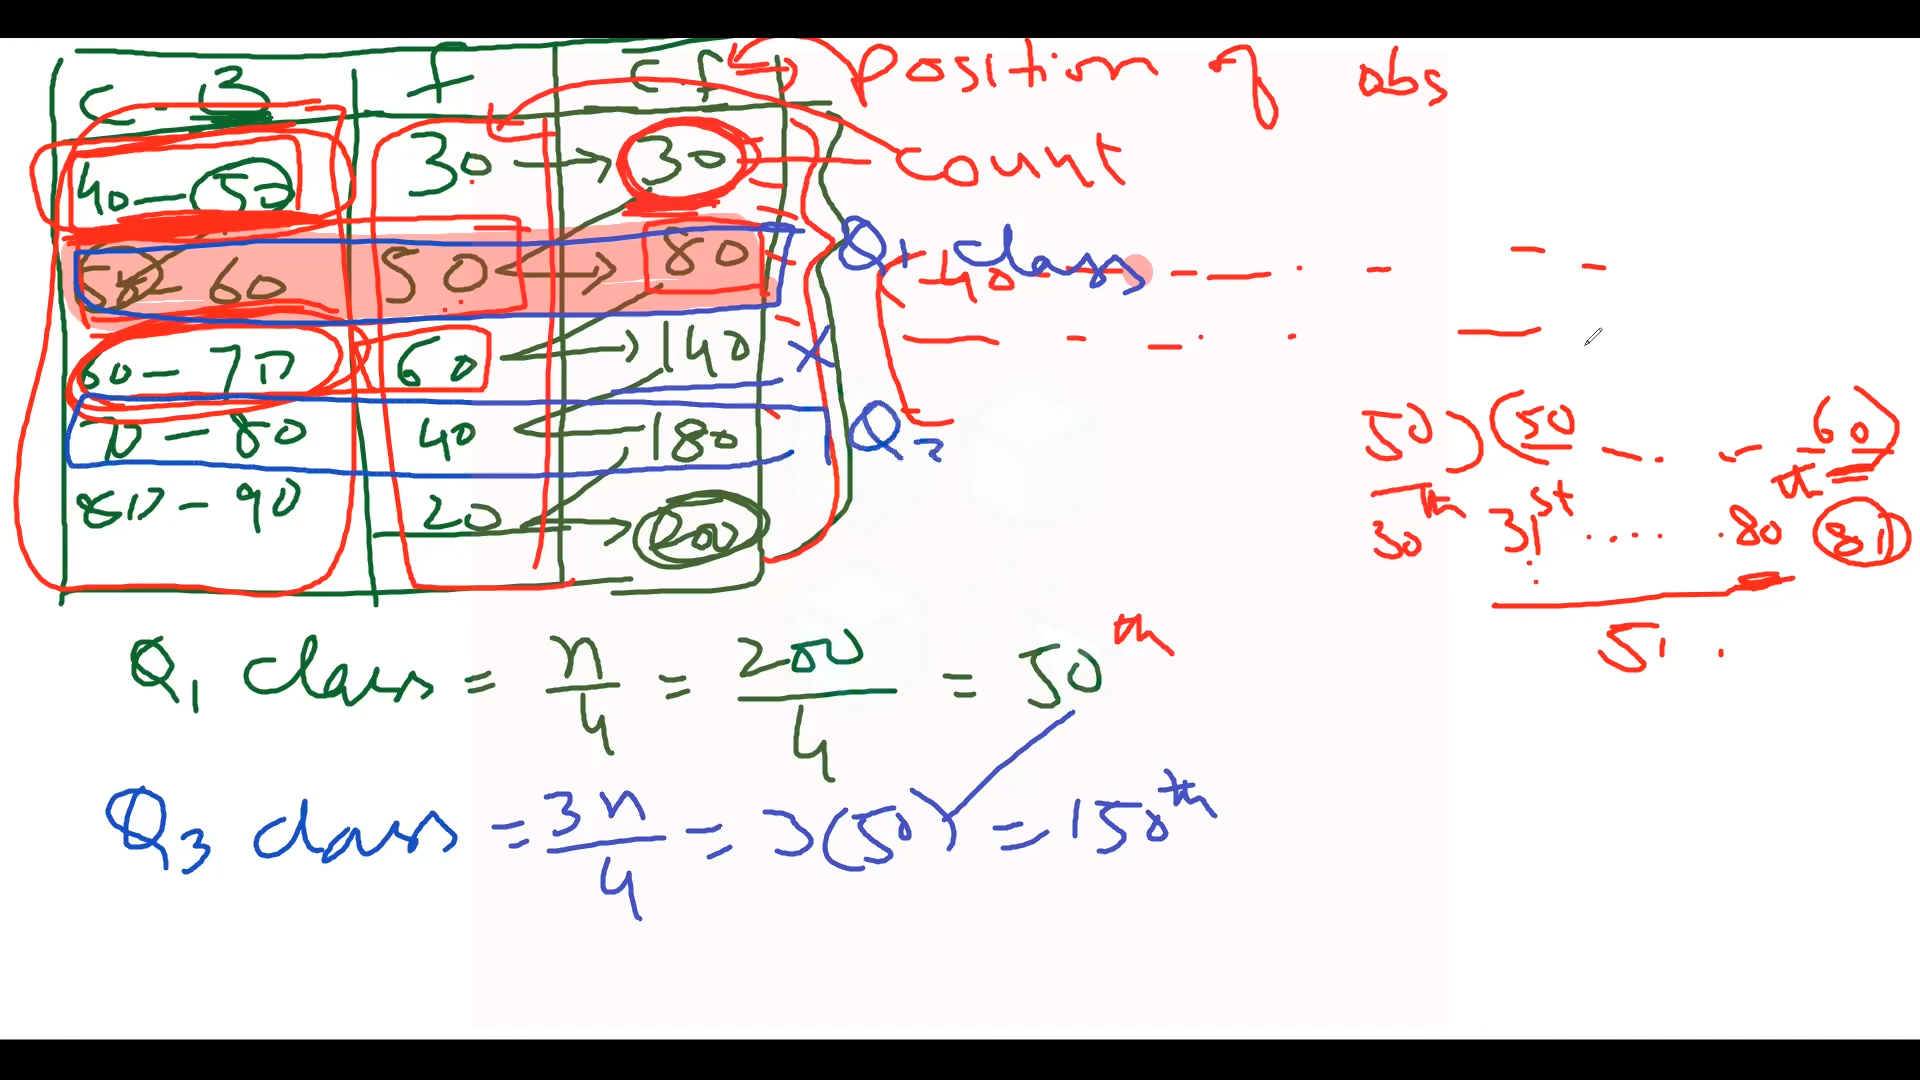 C-I f cf position of obs
40-50 30 → 30 count
50-60 50 → 80 Q1 class
40
60-70 60 → 140
70-80 40 180 Q3
80-90 20 → 200
50) (50 60)
30th 31st ..... 80th 81
51.
Q1 class = n/4 = 200/4 = 50th
Q3 class = 3n/4 = 3(50) = 150th